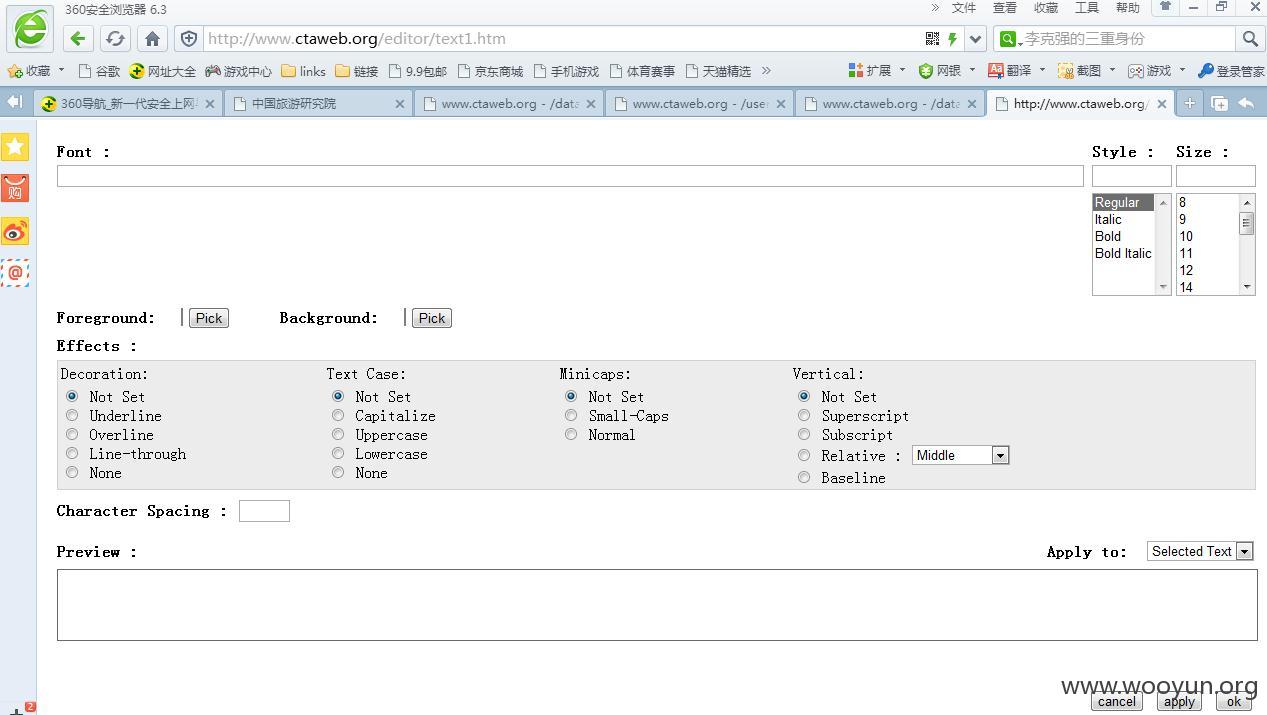 360安全浏览器 6.3
» 文件 查看 收藏 工具 帮助
http://www.ctaweb.org/editor/text1.htm
李克强的三重身份
收藏 谷歌 网址大全 游戏中心 links 链接 9.9包邮 京东商城 手机游戏 体育赛事 天猫精选 » 扩展 网银 翻译 截图 游戏 登录管家
360导航_新一代安全上网 中国旅游研究院 www.ctaweb.org - /data www.ctaweb.org - /user www.ctaweb.org - /data http://www.ctaweb.org/
购
Font : Style : Size :
Regular 8
Italic 9
Bold 10
Bold Italic 11
12
14
Foreground: Pick Background: Pick
Effects :
Decoration: Text Case: Minicaps: Vertical:
Not Set Not Set Not Set Not Set
Underline Capitalize Small-Caps Superscript
Overline Uppercase Normal Subscript
Line-through Lowercase Relative : Middle
None None Baseline
Character Spacing :
Preview : Apply to: Selected Text
www.wooyun.org
cancel apply ok
2